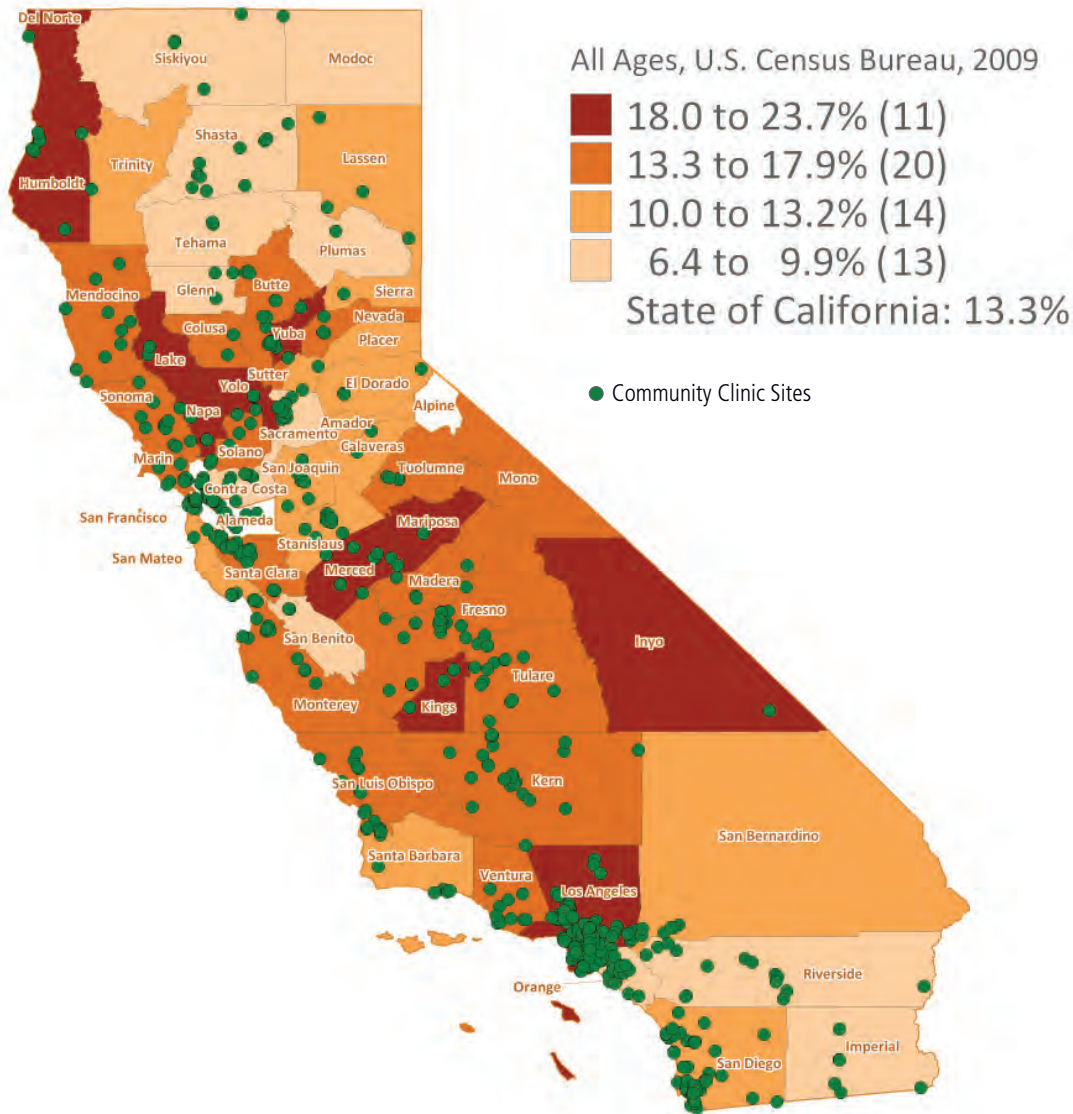 All Ages, U.S. Census Bureau, 2009
18.0 to 23.7% (11)
13.3 to 17.9% (20)
10.0 to 13.2% (14)
6.4 to 9.9% (13)
State of California: 13.3%
Community Clinic Sites
Del Norte
Siskiyou
Modoc
Shasta
Trinity
Lassen
Humboldt
Tehama
Plumas
Glenn
Butte
Mendocino
Sierra
Colusa
Yuba
Nevada
Placer
Lake
Sutter
Yolo
El Dorado
Sonoma
Napa
Alpine
Sacramento
Amador
Calaveras
Marin
Solano
San Joaquin
Tuolumne
Mono
Contra Costa
San Francisco
Alameda
Mariposa
San Mateo
Stanislaus
Santa Clara
Merced
Madera
Fresno
San Benito
Inyo
Tulare
Monterey
Kings
San Luis Obispo
Kern
San Bernardino
Santa Barbara
Ventura
Los Angeles
Orange
Riverside
San Diego
Imperial